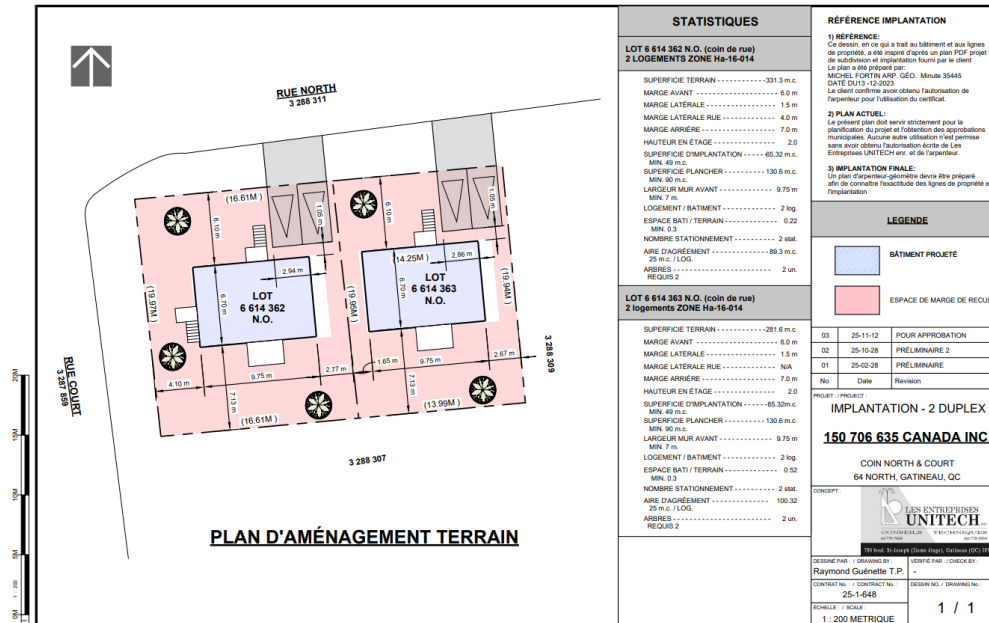 RUE NORTH
3 288 311
(16.61M )
6.10 m
1.05 m
6.10 m
1.05 m
2.94 m
(14.25M )
2.86 m
(19.97M )
6.70 m
LOT
6 614 362
N.O.
(19.95M )
6.70 m
LOT
6 614 363
N.O.
(19.94M )
4.10 m
9.75 m
2.77 m
1.65 m
9.75 m
2.67 m
7.13 m
7.13 m
(16.61M )
(13.99M )
RUE COURT
3 287 859
3 288 309
3 288 307
PLAN D'AMÉNAGEMENT TERRAIN
20M
15M
10M
5M
0M
1 : 200
STATISTIQUES
LOT 6 614 362 N.O. (coin de rue)
2 LOGEMENTS ZONE Ha-16-014
SUPERFICIE TERRAIN ----- 331.3 m.c.
MARGE AVANT ----- 6.0 m
MARGE LATÉRALE ----- 1.5 m
MARGE LATÉRALE RUE ----- 4.0 m
MARGE ARRIÈRE ----- 7.0 m
HAUTEUR EN ÉTAGE ----- 2.0
SUPERFICIE D'IMPLANTATION ----- 65.32 m.c.
MIN. 49 m.c.
SUPERFICIE PLANCHER ----- 130.6 m.c.
MIN. 90 m.c.
LARGEUR MUR AVANT ----- 9.75 m
MIN. 7 m.
LOGEMENT / BATIMENT ----- 2 log.
ESPACE BATI / TERRAIN ----- 0.22
MIN. 0.3
NOMBRE STATIONNEMENT ----- 2 stat.
AIRE D'AGRÉEMENT ----- 89.3 m.c.
25 m.c. / LOG.
ARBRES ----- 2 un.
REQUIS 2
LOT 6 614 363 N.O. (coin de rue)
2 logements ZONE Ha-16-014
SUPERFICIE TERRAIN ----- 281.6 m.c.
MARGE AVANT ----- 6.0 m
MARGE LATÉRALE ----- 1.5 m
MARGE LATÉRALE RUE ----- N/A
MARGE ARRIÈRE ----- 7.0 m
HAUTEUR EN ÉTAGE ----- 2.0
SUPERFICIE D'IMPLANTATION ----- 65.32m.c.
MIN. 49 m.c.
SUPERFICIE PLANCHER ----- 130.6 m.c.
MIN. 90 m.c.
LARGEUR MUR AVANT ----- 9.75 m
MIN. 7 m.
LOGEMENT / BATIMENT ----- 2 log.
ESPACE BATI / TERRAIN ----- 0.52
MIN. 0.3
NOMBRE STATIONNEMENT ----- 2 stat.
AIRE D'AGRÉEMENT ----- 100.32
25 m.c. / LOG.
ARBRES ----- 2 un.
REQUIS 2
RÉFÉRENCE IMPLANTATION
1) RÉFÉRENCE:
Ce dessin, en ce qui a trait au bâtiment et aux lignes
de propriété, a été inspiré d'après un plan PDF projet
de subdivision et implantation fourni par le client
Le plan a été préparé par:
MICHEL FORTIN ARP. GÉO. Minute 35445
DATÉ DU13 -12-2023
Le client confirme avoir obtenu l'autorisation de
l'arpenteur pour l'utilisation du certificat.
2) PLAN ACTUEL:
Le présent plan doit servir strictement pour la
planification du projet et l'obtention des approbations
municipales. Aucune autre utilisation n'est permise
sans avoir obtenu l'autorisation écrite de Les
Entreprises UNITECH enr. et de l'arpenteur.
3) IMPLANTATION FINALE:
Un plan d'arpenteur-géomètre devra être préparé
afin de connaître l'exactitude des lignes de propriété e
l'implantation
LEGENDE
BÂTIMENT PROJETÉ
ESPACE DE MARGE DE RECUL
03 25-11-12 POUR APPROBATION
02 25-10-28 PRÉLIMINAIRE 2
01 25-02-28 PRÉLIMINAIRE
No Date Revision
PROJET : / PROJECT :
IMPLANTATION - 2 DUPLEX
150 706 635 CANADA INC.
COIN NORTH & COURT
64 NORTH, GATINEAU, QC
CONCEPT :
LES ENTREPRISES
UNITECH
CONSEILS TECHNIQUES
DESSINÉ PAR : / DRAWING BY :
Raymond Guénette T.P.
VÉRIFIÉ PAR : / CHECK BY :
-
CONTRAT No. : / CONTRACT No. :
25-1-648
DESSIN NO. / DRAWING No :
1 / 1
ÉCHELLE : / SCALE :
1 : 200 METRIQUE